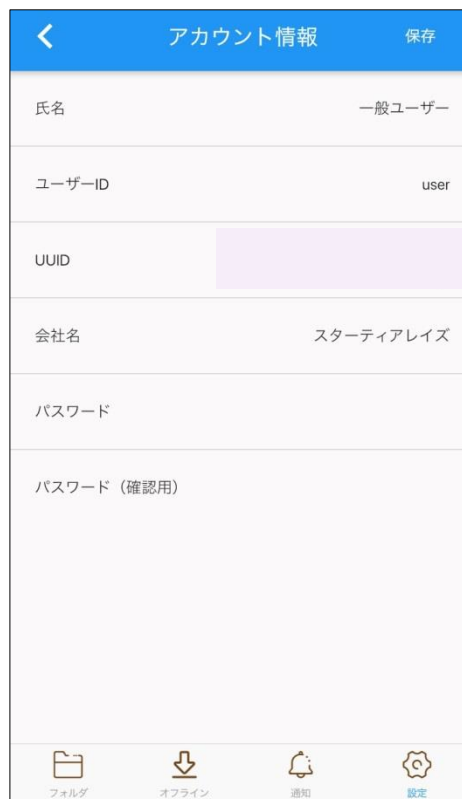 アカウント情報 保存
氏名 一般ユーザー
ユーザーID user
UUID
会社名 スターティアレイズ
パスワード
パスワード（確認用）
フォルダ オフライン 通知 設定